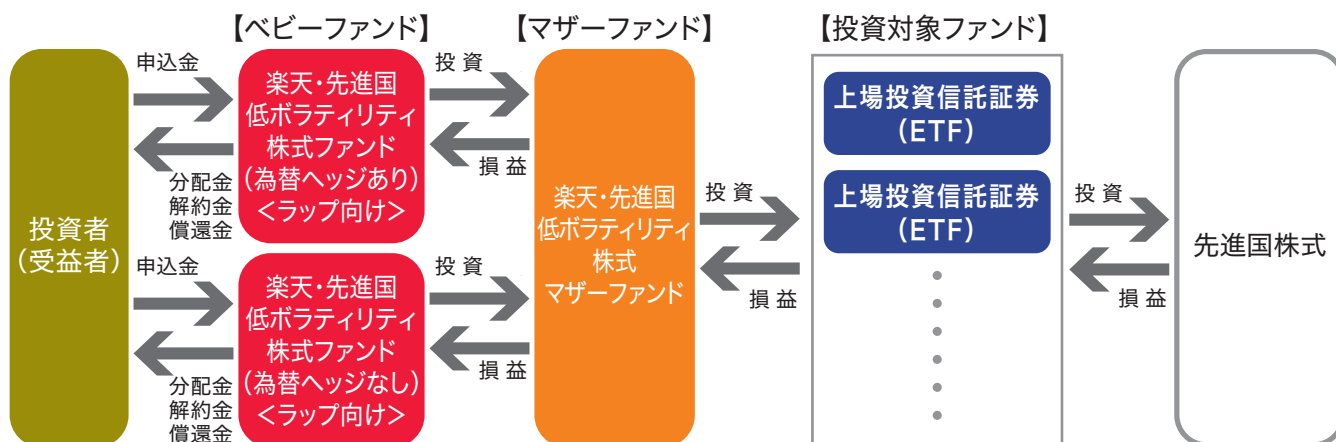 【ベビーファンド】
【マザーファンド】
【投資対象ファンド】
投資者
(受益者)
申込金
分配金
解約金
償還金
楽天・先進国
低ボラティリティ
株式ファンド
(為替ヘッジあり)
<ラップ向け>
投資
損益
申込金
分配金
解約金
償還金
楽天・先進国
低ボラティリティ
株式ファンド
(為替ヘッジなし)
<ラップ向け>
投資
損益
楽天・先進国
低ボラティリティ
株式
マザーファンド
投資
損益
上場投資信託証券
(ETF)
上場投資信託証券
(ETF)
投資
損益
先進国株式